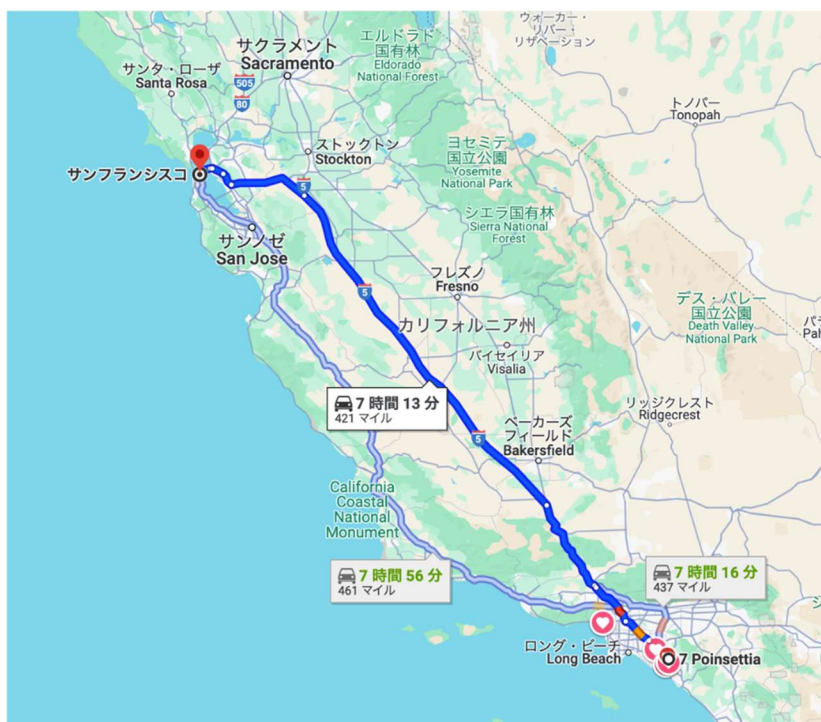 ウォーカー・
リバー・
リザベーション
エルドラド
国有林
Eldorado
National Forest
サクラメント
Sacramento
サンタ・ローザ
Santa Rosa
505
80
トノパー
Tonopah
ストックトン
Stockton
ヨセミテ
国立公園
Yosemite
National Park
サンフランシスコ
5
シエラ国有林
Sierra National
Forest
サンノゼ
San Jose
フレズノ
Fresno
5
デス・バレー
国立公園
Death Valley
National Park
カリフォルニア州
バイセイリア
Visalia
7 時間 13 分
421 マイル
リッジクレスト
Ridgecrest
5
ベーカーズ
フィールド
Bakersfield
California
Coastal
National
Monument
7 時間 56 分
461 マイル
7 時間 16 分
437 マイル
ロング・ビーチ
Long Beach
7 Poinsettia